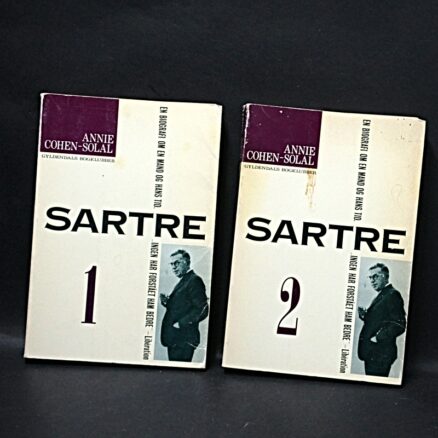 ANNIE
COHEN-SOLAL
GYLDENDALS BOGKLUBBER
EN BIOGRAFI OM EN MAND OG HANS TID.
SARTRE
INGEN HAR FORSTÅET HAM BEDRE – Libération
1
ANNIE
COHEN-SOLAL
GYLDENDALS BOGKLUBBER
EN BIOGRAFI OM EN MAND OG HANS TID.
SARTRE
INGEN HAR FORSTÅET HAM BEDRE – Libération
2